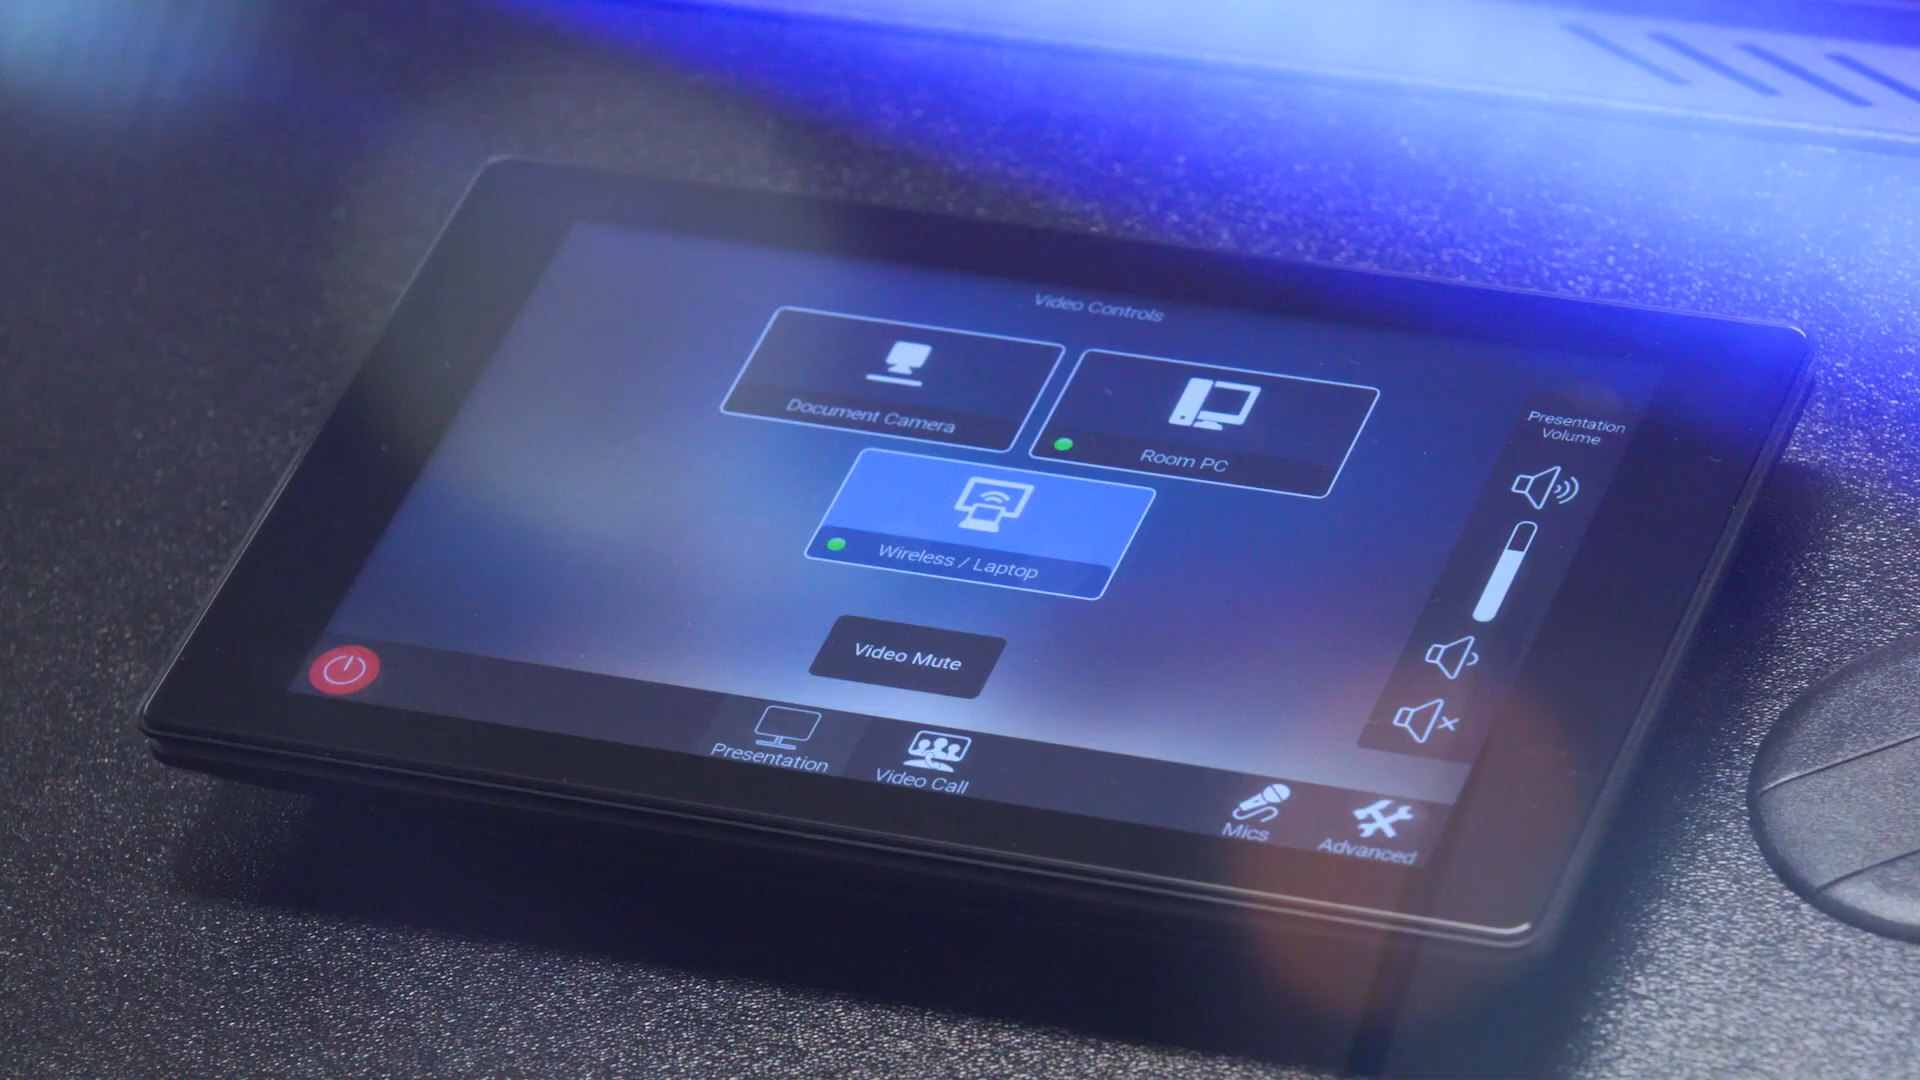 Video Controls
Document Camera
Room PC
Wireless / Laptop
Video Mute
Presentation
Volume
Presentation
Video Call
Mics
Advanced